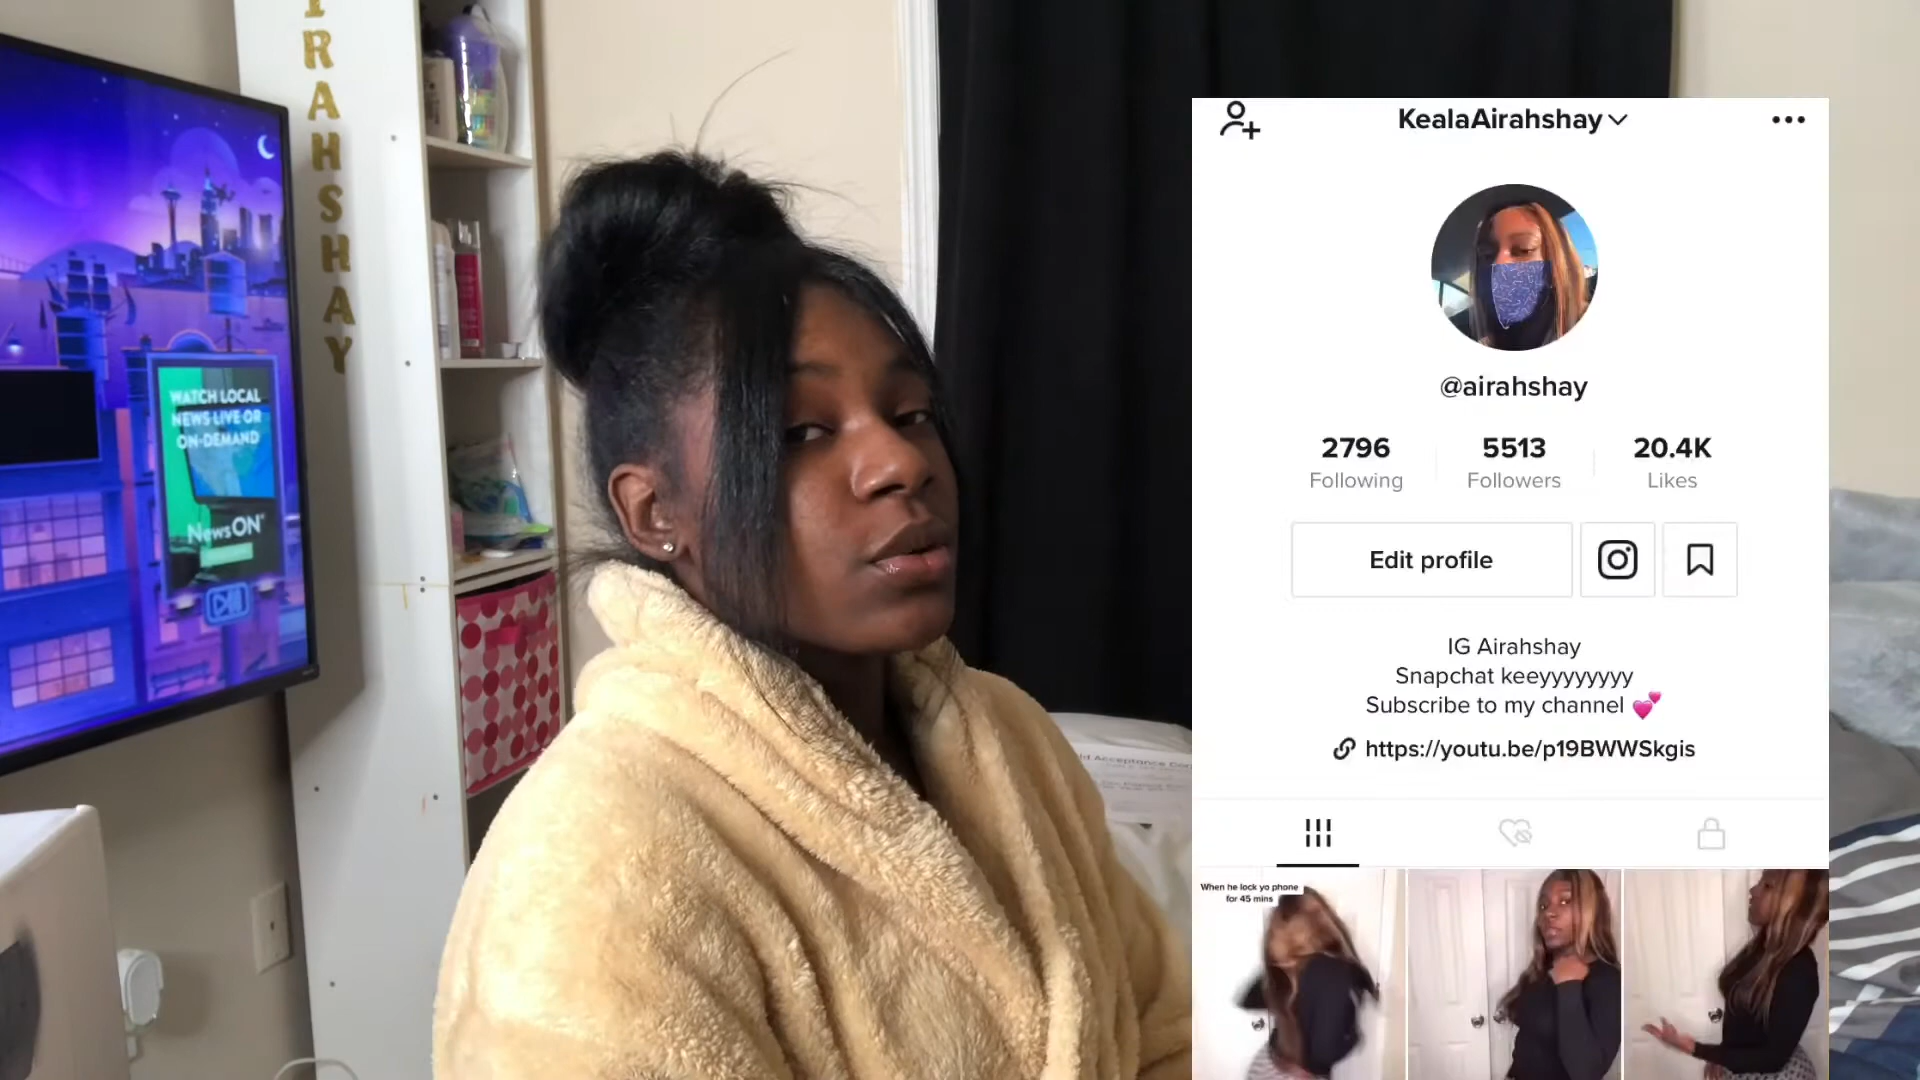 RAHSHAY
WATCH LOCAL
NEWS LIVE OR
ON-DEMAND
NewsON
KealaAirahshay
@airahshay
2796
Following
5513
Followers
20.4K
Likes
Edit profile
IG Airahshay
Snapchat keeyyyyyyyy
Subscribe to my channel 💕
https://youtu.be/p19BWWSkgis
When he lock yo phone
for 45 mins
Acceptance